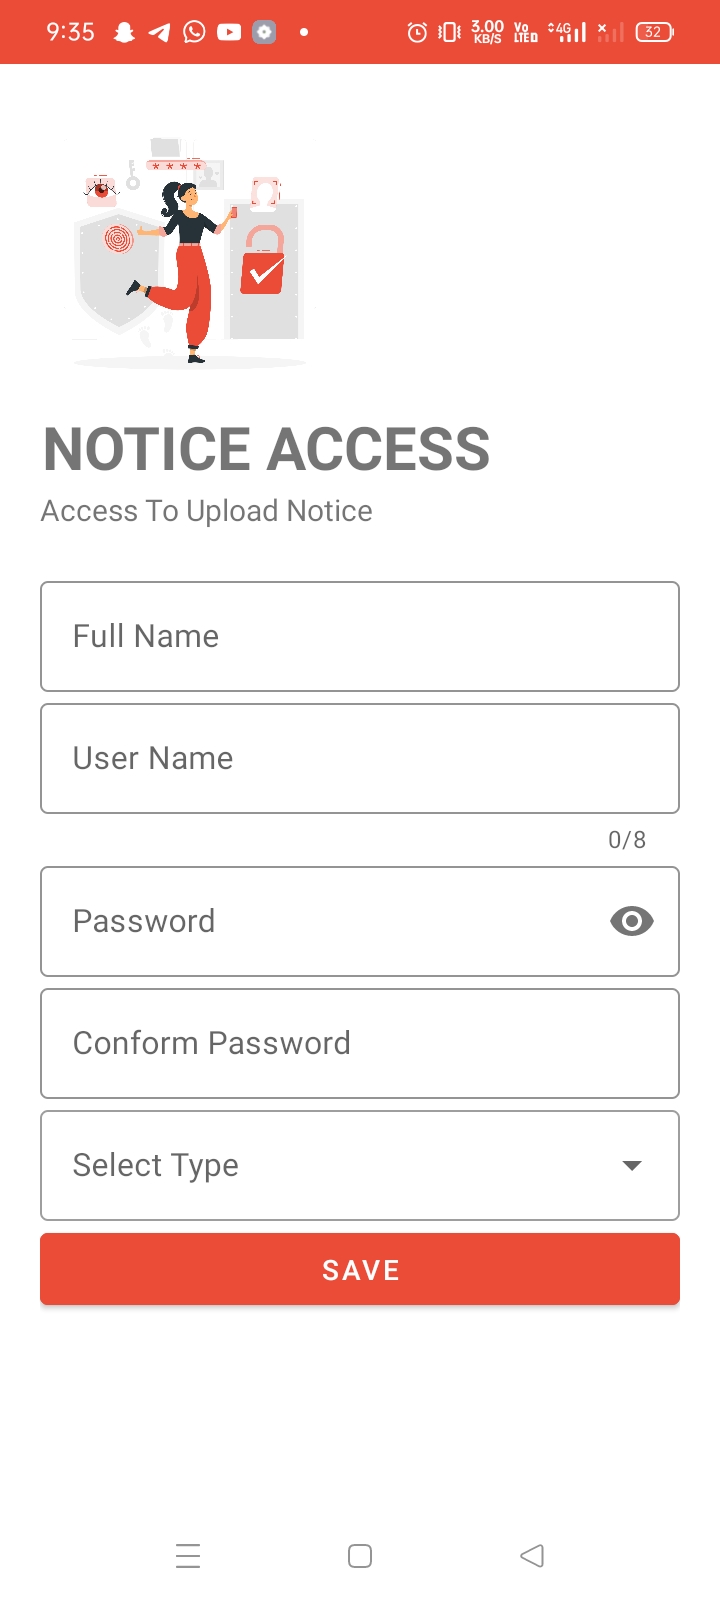 9:35
3.00 KB/S
Vo LTE
4G
32
****
NOTICE ACCESS
Access To Upload Notice
Full Name
User Name
0/8
Password
Conform Password
Select Type
SAVE